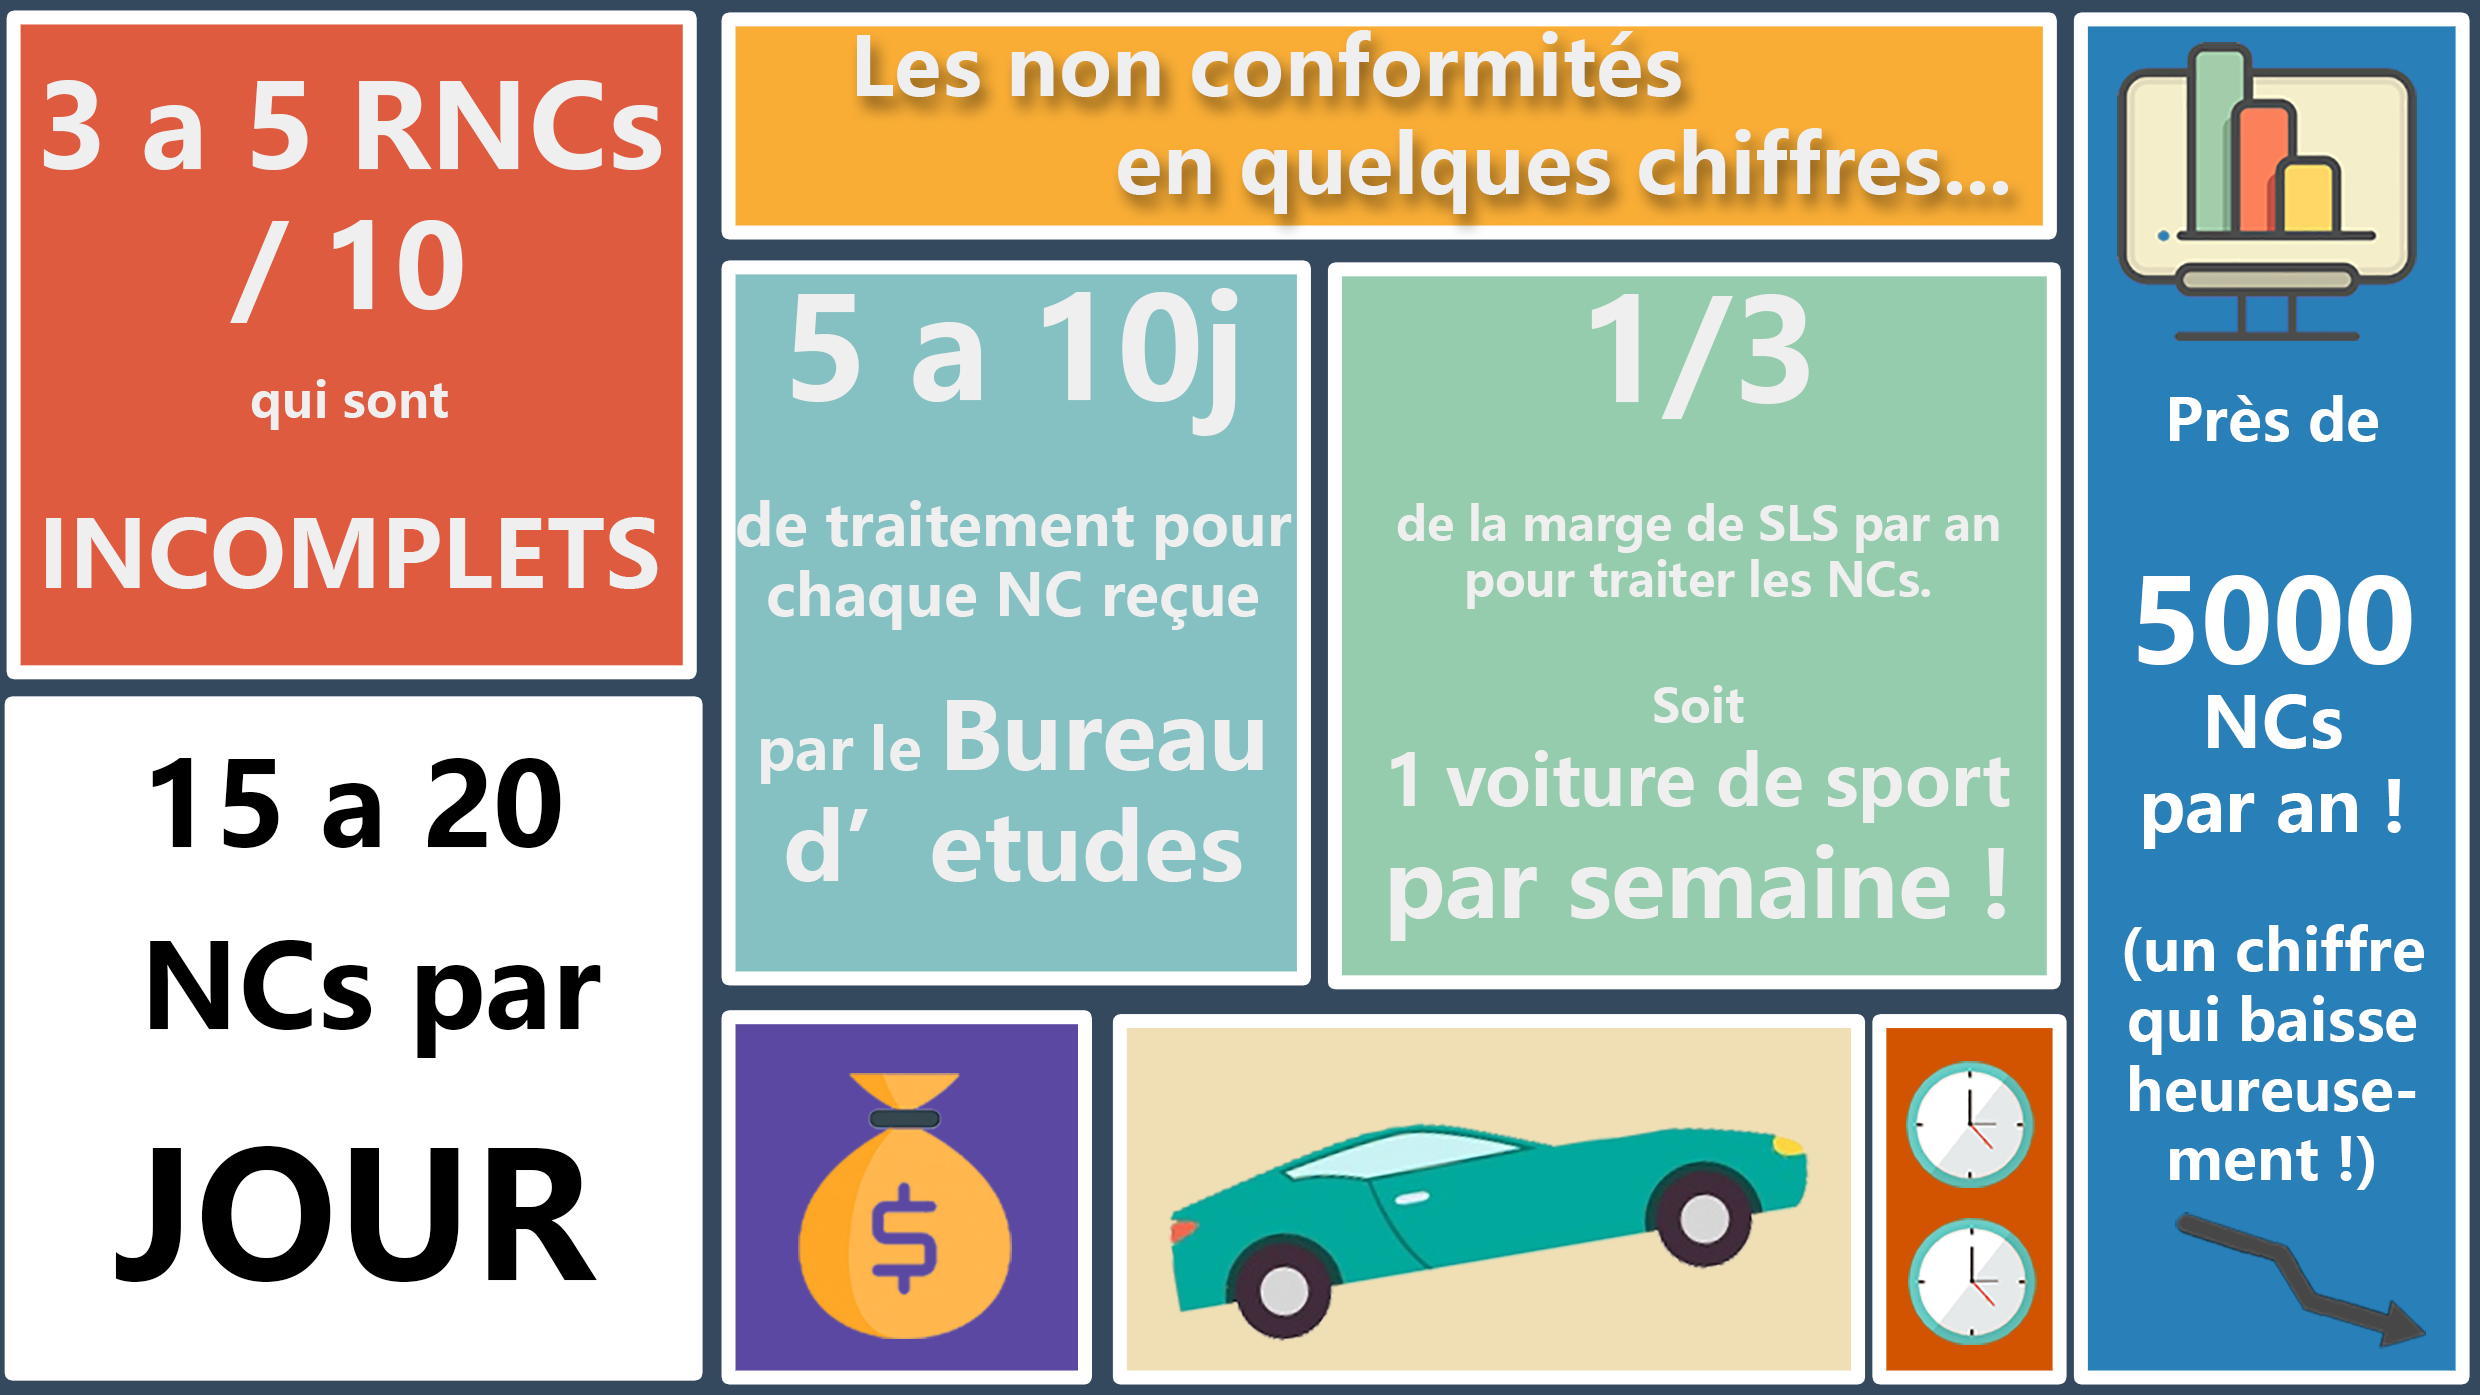 Les non conformités
en quelques chiffres...
3 a 5 RNCs
/ 10
qui sont
INCOMPLETS
15 a 20
NCs par
JOUR
5 a 10j
de traitement pour
chaque NC reçue
par le Bureau
d’ etudes
1/3
de la marge de SLS par an
pour traiter les NCs.
Soit
1 voiture de sport
par semaine !
$
Près de
5000
NCs
par an !
(un chiffre
qui baisse
heureuse-
ment !)